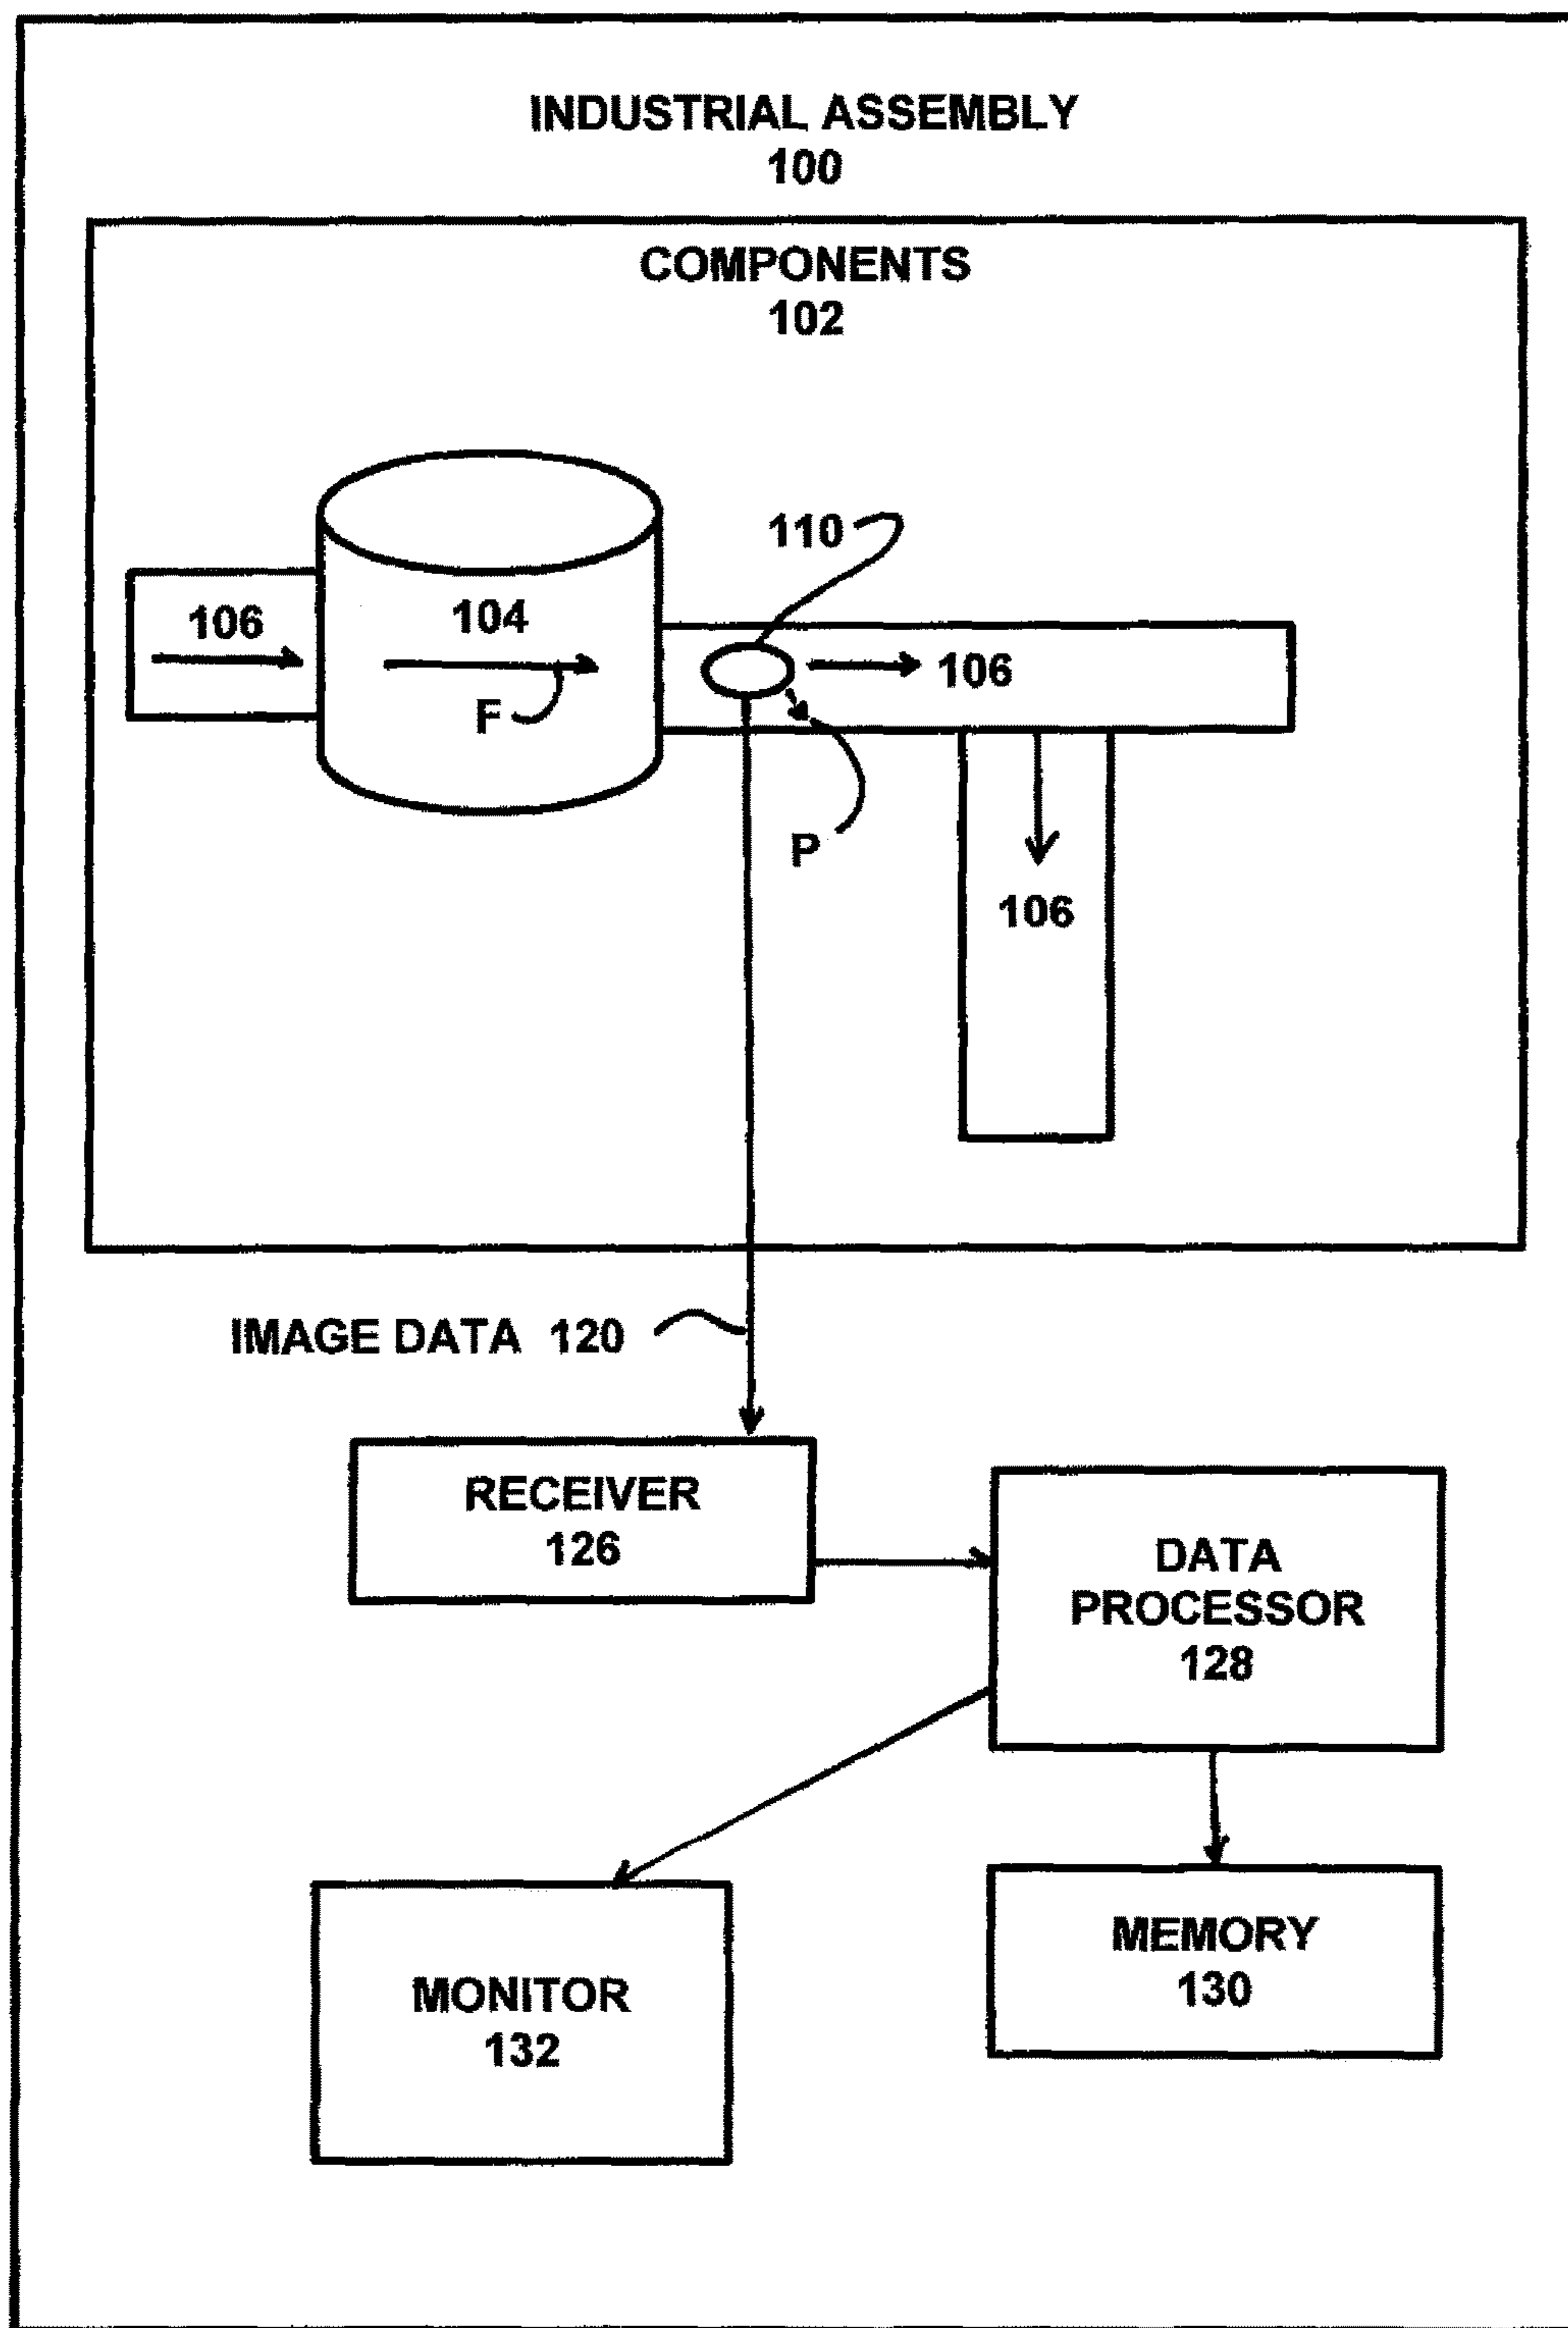 INDUSTRIAL ASSEMBLY
100
COMPONENTS
102
110
106
104
106
F
P
106
IMAGE DATA 120
RECEIVER
126
DATA
PROCESSOR
128
MONITOR
132
MEMORY
130